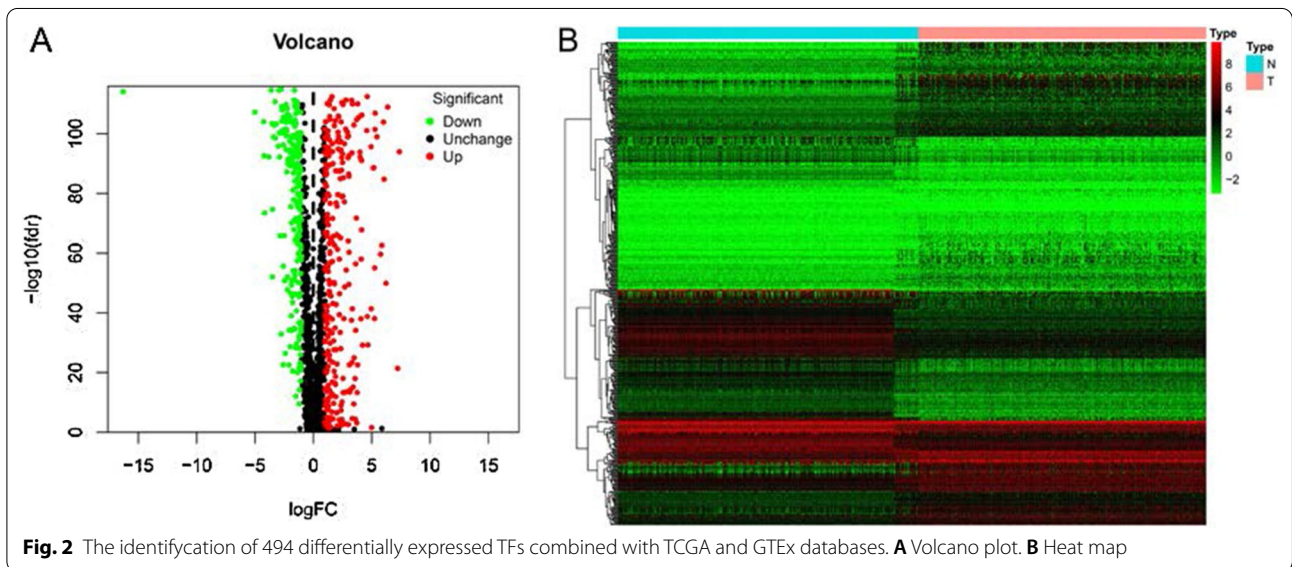 A
Volcano
Significant
Down
Unchange
Up
−log10(fdr)
100
80
60
40
20
0
−15 −10 −5 0 5 10 15
logFC
B
Type
8
6
4
2
0
−2
Type
N
T
Fig. 2 The identifycation of 494 differentially expressed TFs combined with TCGA and GTEx databases. A Volcano plot. B Heat map